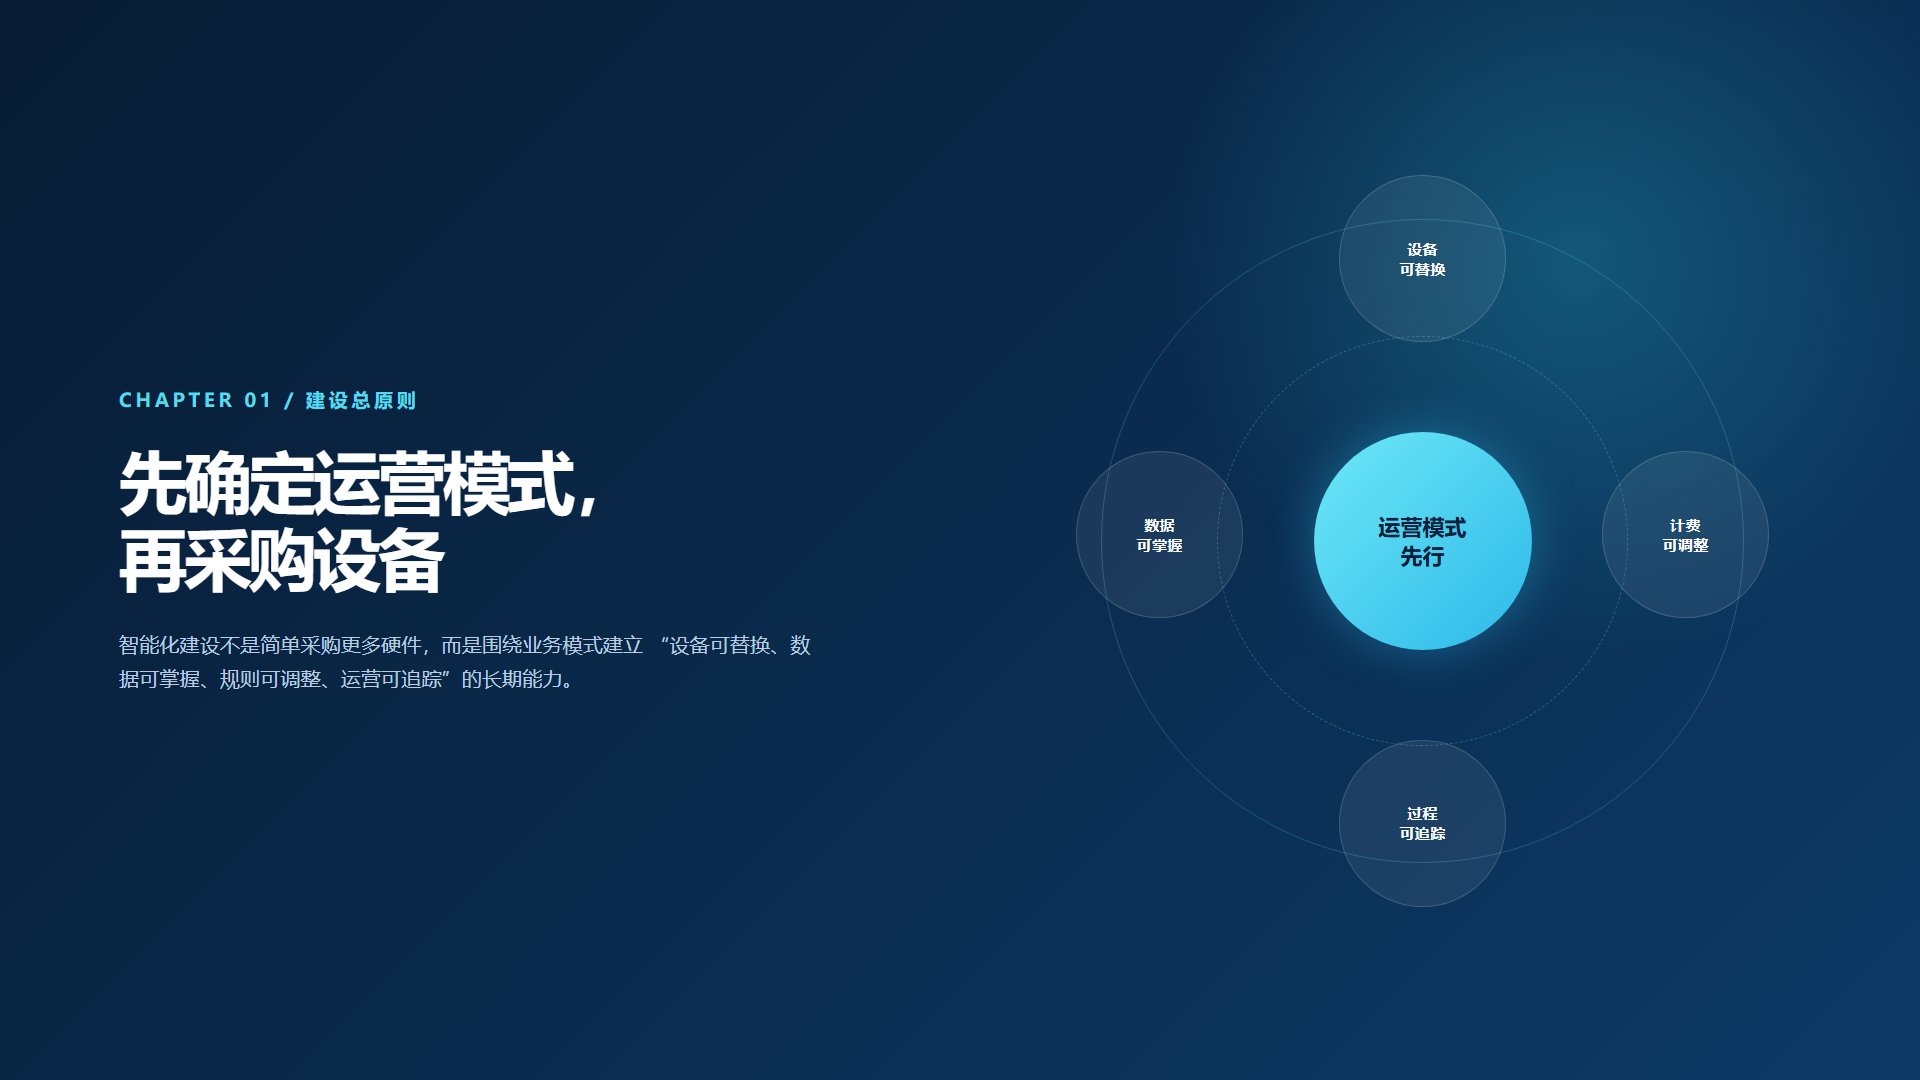 CHAPTER 01 / 建设总原则
先确定运营模式，
再采购设备
智能化建设不是简单采购更多硬件，而是围绕业务模式建立 “设备可替换、数
据可掌握、规则可调整、运营可追踪”的长期能力。
设备
可替换
数据
可掌握
运营模式
先行
计费
可调整
过程
可追踪